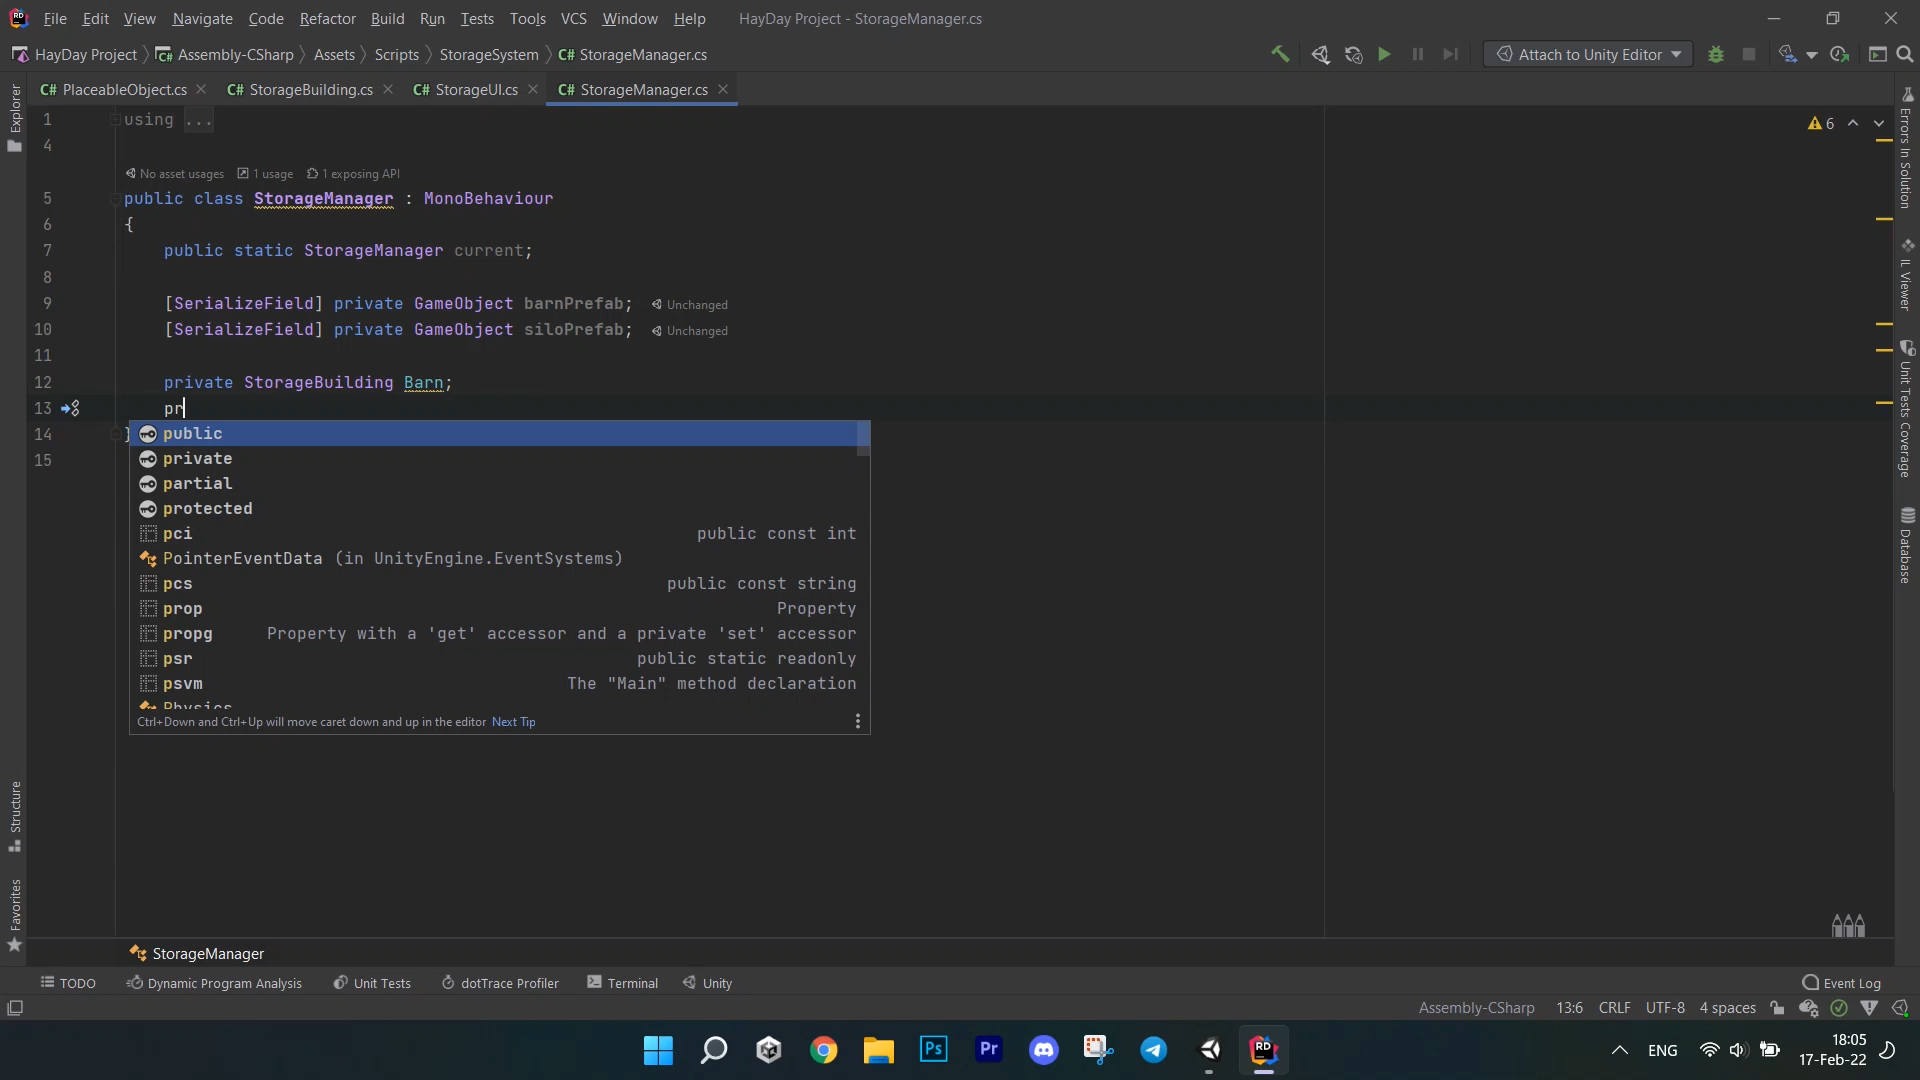 File Edit View Navigate Code Refactor Build Run Tests Tools VCS Window Help HayDay Project - StorageManager.cs
HayDay Project Assembly-CSharp Assets Scripts StorageSystem C# StorageManager.cs Attach to Unity Editor
C# PlaceableObject.cs C# StorageBuilding.cs C# StorageUI.cs C# StorageManager.cs
Explorer
1 using ...
6
4
No asset usages 1 usage 1 exposing API
5 public class StorageManager : MonoBehaviour
6 {
7 public static StorageManager current;
8
9 [SerializeField] private GameObject barnPrefab; Unchanged
10 [SerializeField] private GameObject siloPrefab; Unchanged
11
12 private StorageBuilding Barn;
13 pr
14 }
15
public
private
partial
protected
pci public const int
PointerEventData (in UnityEngine.EventSystems)
pcs public const string
prop Property
propg Property with a 'get' accessor and a private 'set' accessor
psr public static readonly
psvm The "Main" method declaration
Physics
Ctrl+Down and Ctrl+Up will move caret down and up in the editor Next Tip
Errors In Solution
IL Viewer
Unit Tests Coverage
Database
Structure
Favorites
StorageManager
TODO Dynamic Program Analysis Unit Tests dotTrace Profiler Terminal Unity Event Log
Assembly-CSharp 13:6 CRLF UTF-8 4 spaces
Ps Pr RD
ENG
18:05
17-Feb-22